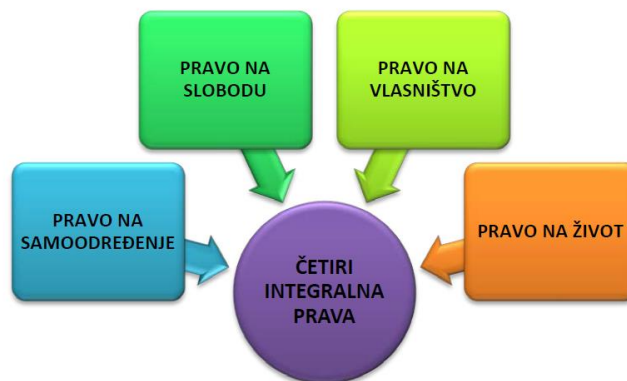 PRAVO NA
SLOBODU
PRAVO NA
VLASNIŠTVO
PRAVO NA
SAMOODREĐENJE
PRAVO NA ŽIVOT
ČETIRI
INTEGRALNA
PRAVA